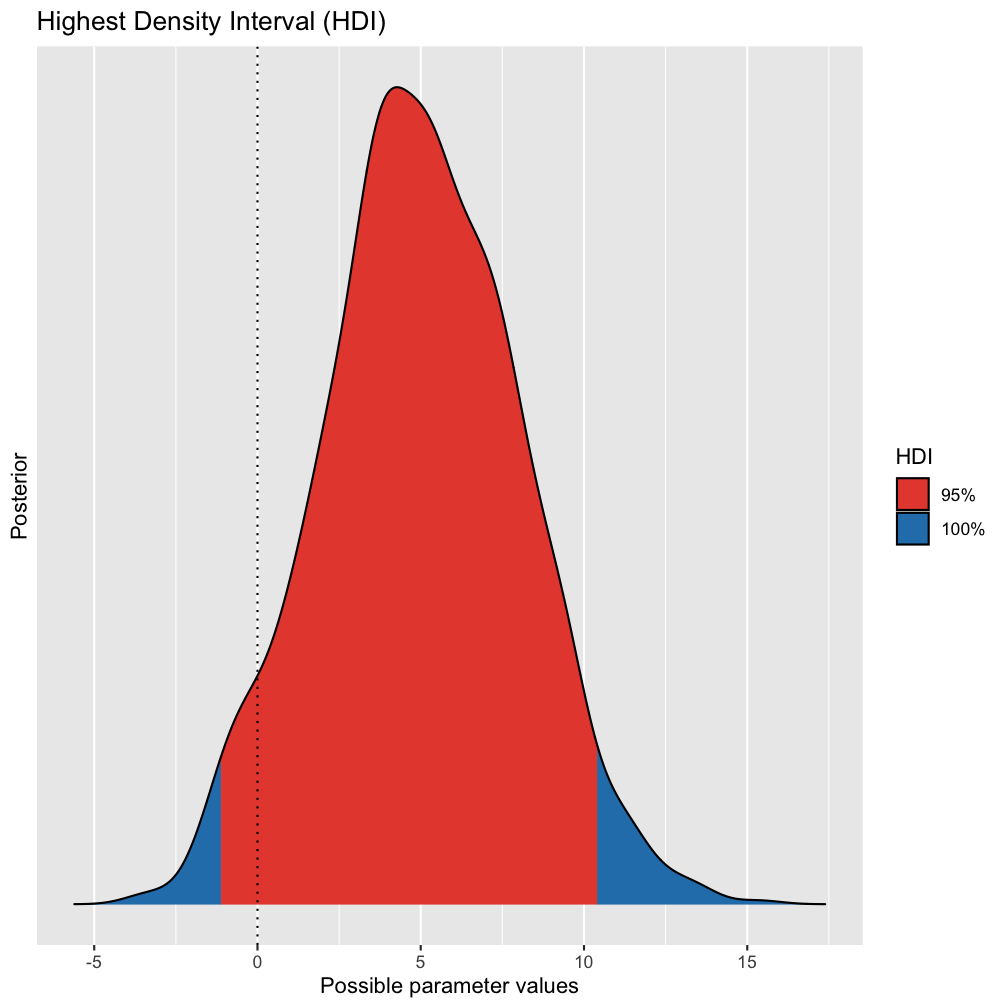 Highest Density Interval (HDI)
Posterior
HDI
95%
100%
-5 0 5 10 15
Possible parameter values